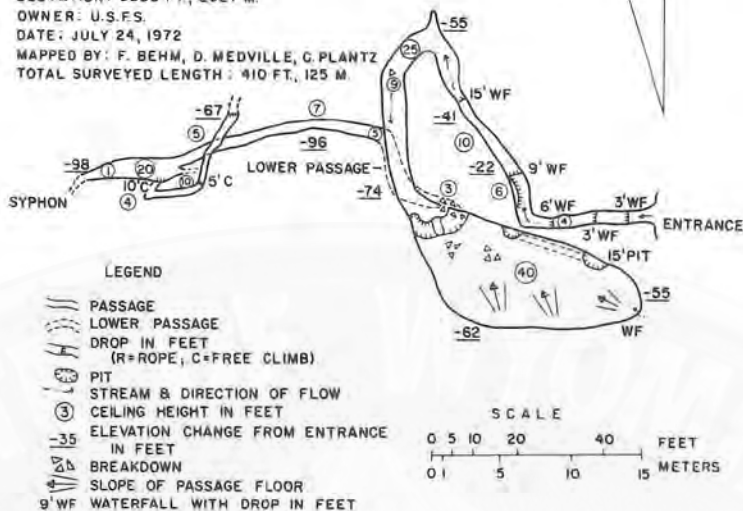 OWNER: U.S.F.S.
DATE: JULY 24, 1972
MAPPED BY: F. BEHM, D. MEDVILLE, C. PLANTZ
TOTAL SURVEYED LENGTH: 410 FT., 125 M.
-55
25
9
15' WF
-67
7
-41
10
5
5
-96
-22
9' WF
-98
1
20
LOWER PASSAGE
3
6
6' WF
3' WF
10' C
10
5' C
-74
4
ENTRANCE
SYPHON
4
3' WF
15' PIT
40
-55
WF
-62
LEGEND
PASSAGE
LOWER PASSAGE
DROP IN FEET
(R=ROPE; C=FREE CLIMB)
PIT
STREAM & DIRECTION OF FLOW
3 CEILING HEIGHT IN FEET
-35 ELEVATION CHANGE FROM ENTRANCE
IN FEET
BREAKDOWN
SLOPE OF PASSAGE FLOOR
9' WF WATERFALL WITH DROP IN FEET
SCALE
0 5 10 20 40 FEET
0 1 5 10 15 METERS